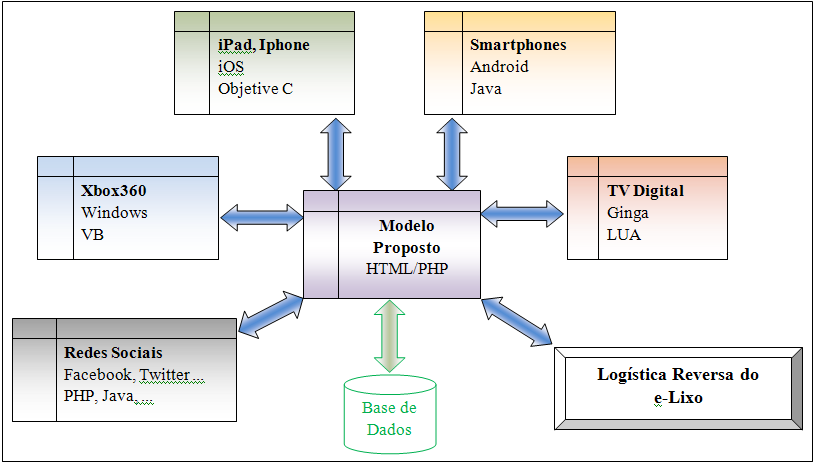 iPad, Iphone
iOS
Objetive C
Smartphones
Android
Java
Xbox360
Windows
VB
Modelo
Proposto
HTML/PHP
TV Digital
Ginga
LUA
Redes Sociais
Facebook, Twitter ...
PHP, Java, ...
Base de
Dados
Logística Reversa do
e-Lixo